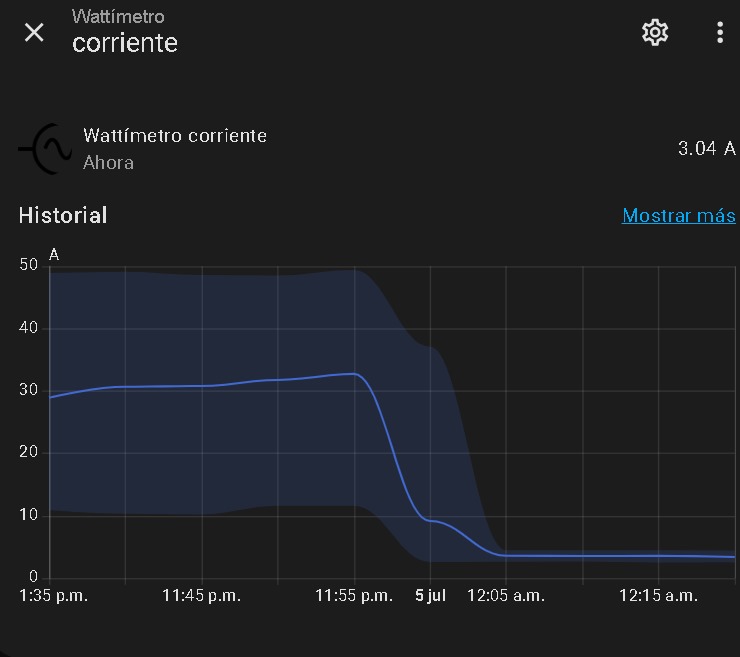 Wattímetro
corriente
Wattímetro corriente
Ahora
3.04 A
Historial
Mostrar más
A
50
40
30
20
10
0
1:35 p.m.
11:45 p.m.
11:55 p.m.
5 jul
12:05 a.m.
12:15 a.m.